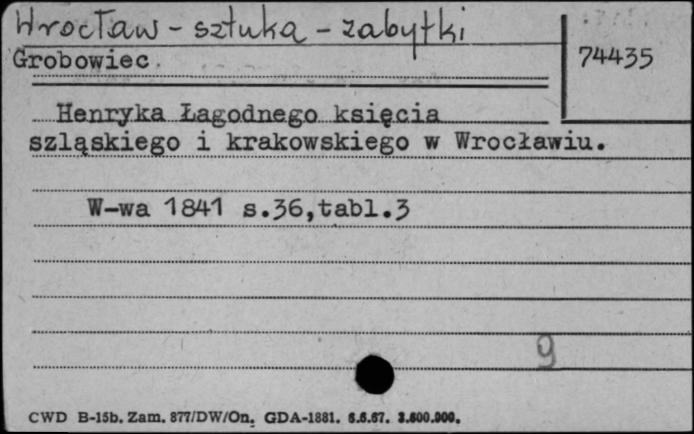 Wrocław - sztuka - zabytki
Grobowiec
74435
Henryka Łagodnego księcia
szląskiego i krakowskiego w Wrocławiu.
W-wa 1841 s.36,tabl.3
9
CWD B-15b. Zam. 877/DW/On. GDA-1881. 6.6.67. 3.600.000.